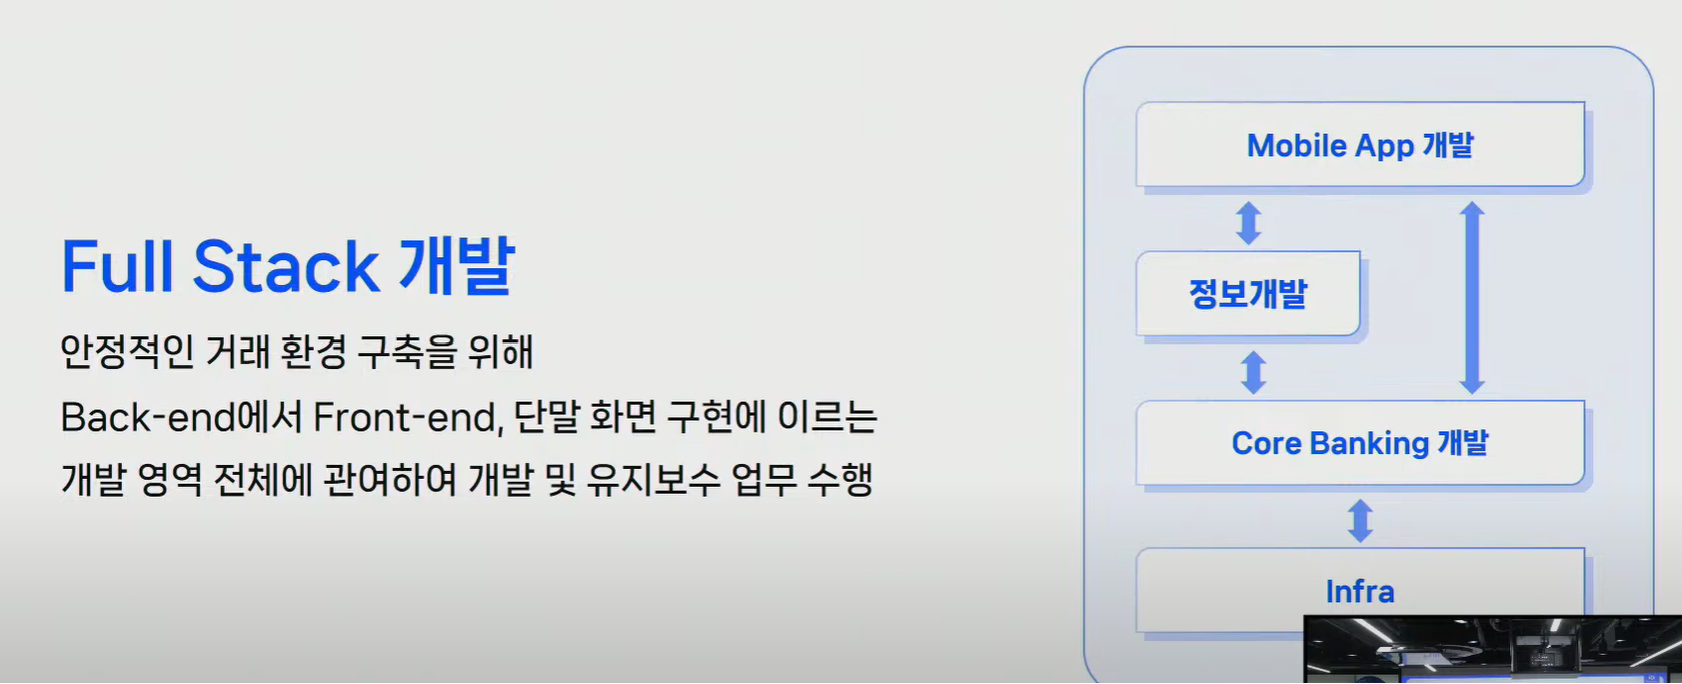 Full Stack 개발
안정적인 거래 환경 구축을 위해
Back-end에서 Front-end, 단말 화면 구현에 이르는
개발 영역 전체에 관여하여 개발 및 유지보수 업무 수행
Mobile App 개발
정보개발
Core Banking 개발
Infra